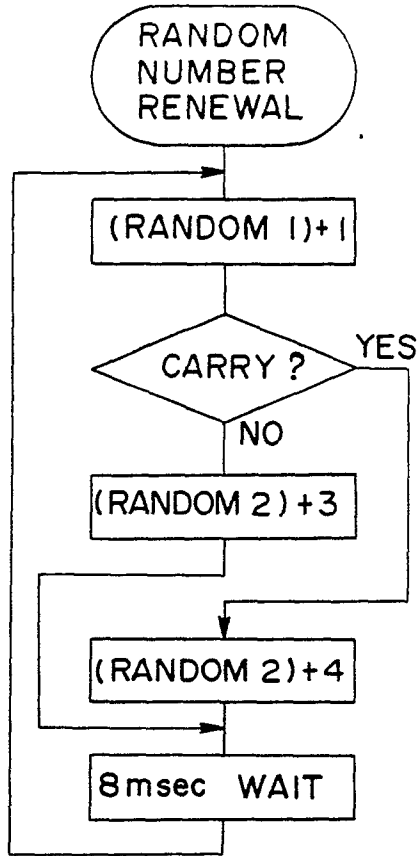 RANDOM
NUMBER
RENEWAL
(RANDOM 1)+1
CARRY ?
YES
NO
(RANDOM 2)+3
(RANDOM 2)+4
8msec WAIT